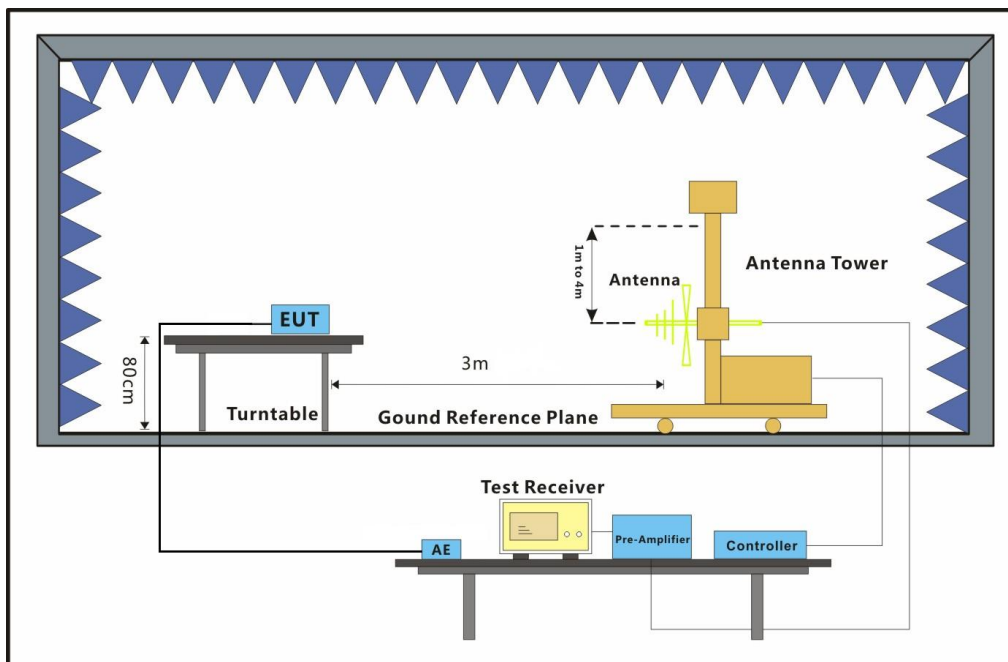 1m to 4m
Antenna
Antenna Tower
EUT
80cm
3m
Turntable
Gound Reference Plane
Test Receiver
AE
Pre-Amplifier
Controller